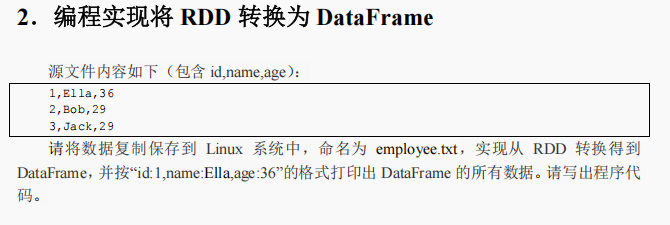 2．编程实现将 RDD 转换为 DataFrame
源文件内容如下（包含 id,name,age）：
1,Ella,36
2,Bob,29
3,Jack,29
请将数据复制保存到 Linux 系统中，命名为 employee.txt，实现从 RDD 转换得到
DataFrame，并按“id:1,name:Ella,age:36”的格式打印出 DataFrame 的所有数据。请写出程序代
码。